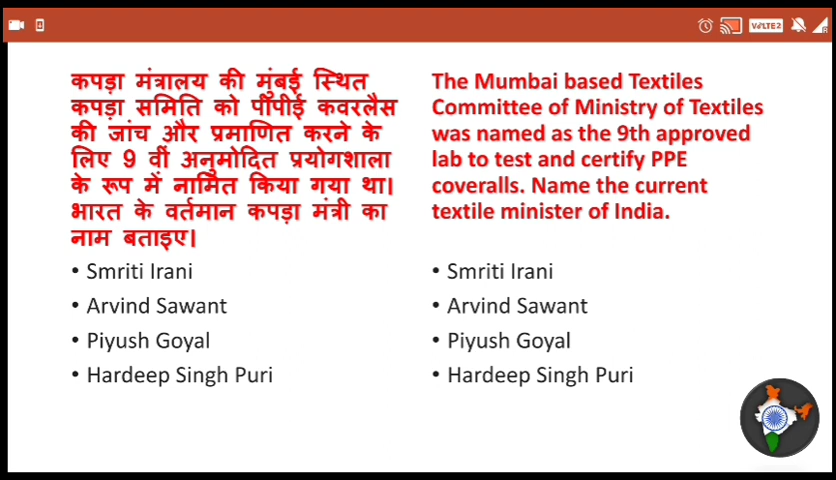 VoLTE2
कपड़ा मंत्रालय की मुंबई स्थित
कपड़ा समिति को पीपीई कवरलैस
की जांच और प्रमाणित करने के
लिए 9 वीं अनुमोदित प्रयोगशाला
के रूप में नामित किया गया था।
भारत के वर्तमान कपड़ा मंत्री का
नाम बताइए।
• Smriti Irani
• Arvind Sawant
• Piyush Goyal
• Hardeep Singh Puri
The Mumbai based Textiles
Committee of Ministry of Textiles
was named as the 9th approved
lab to test and certify PPE
coveralls. Name the current
textile minister of India.
• Smriti Irani
• Arvind Sawant
• Piyush Goyal
• Hardeep Singh Puri